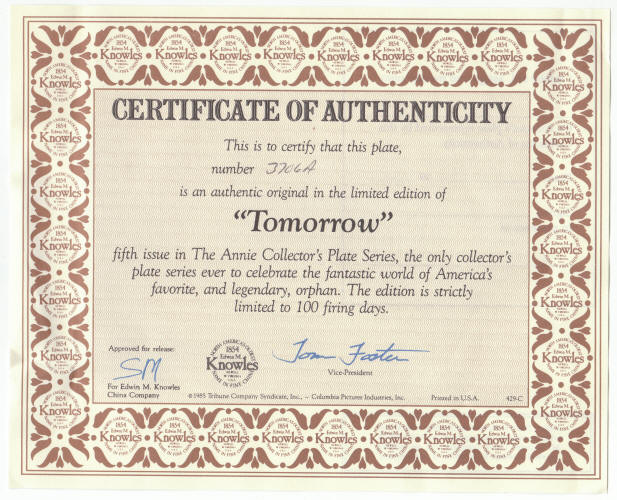 CERTIFICATE OF AUTHENTICITY
This is to certify that this plate,
number 3706A
is an authentic original in the limited edition of
“Tomorrow”
fifth issue in The Annie Collector's Plate Series, the only collector's
plate series ever to celebrate the fantastic world of America's
favorite, and legendary, orphan. The edition is strictly
limited to 100 firing days.
Approved for release:
SM
For Edwin M. Knowles
China Company
1854
Edwin M.
Knowles
Tom Foster
Vice-President
©1985 Tribune Company Syndicate, Inc., – Columbia Pictures Industries, Inc.
Printed in U.S.A.
429-C